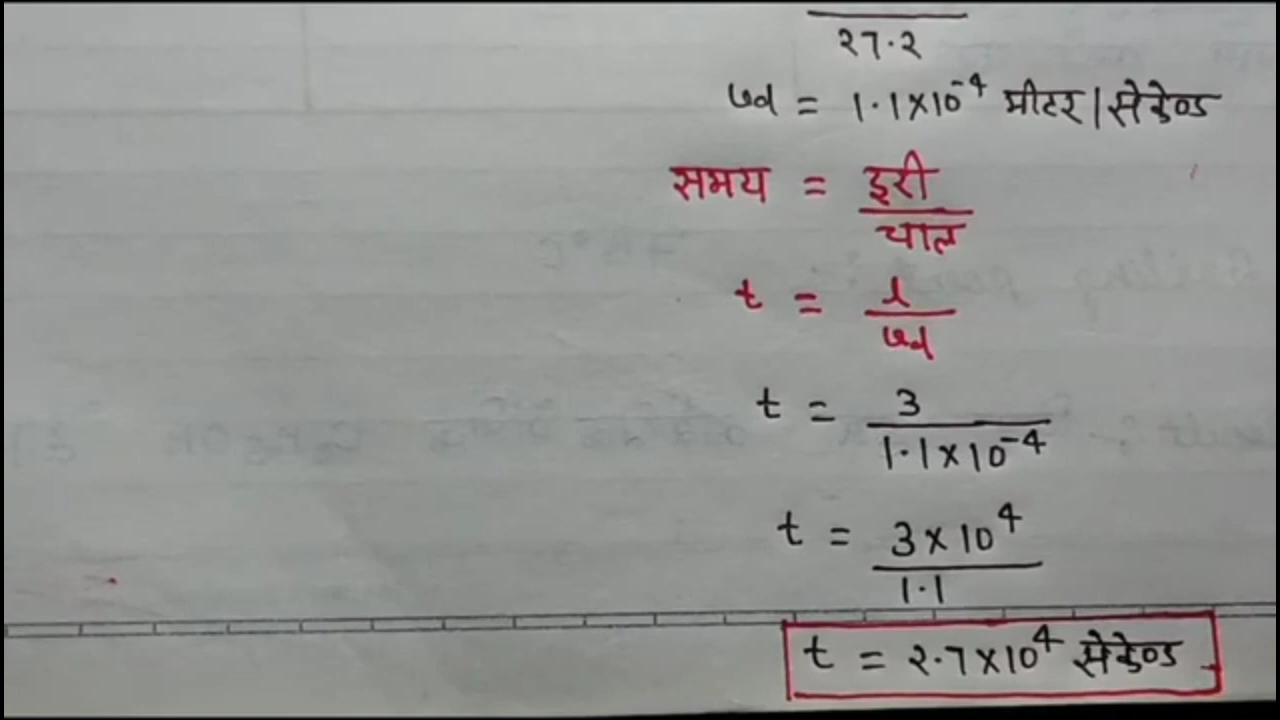 27.2
vd = 1.1×10⁻⁴ मीटर/सेकेण्ड
समय = दूरी / चाल
t = l / vd
t = 3 / 1.1×10⁻⁴
t = 3×10⁴ / 1.1
t = 2.7×10⁴ सेकेण्ड